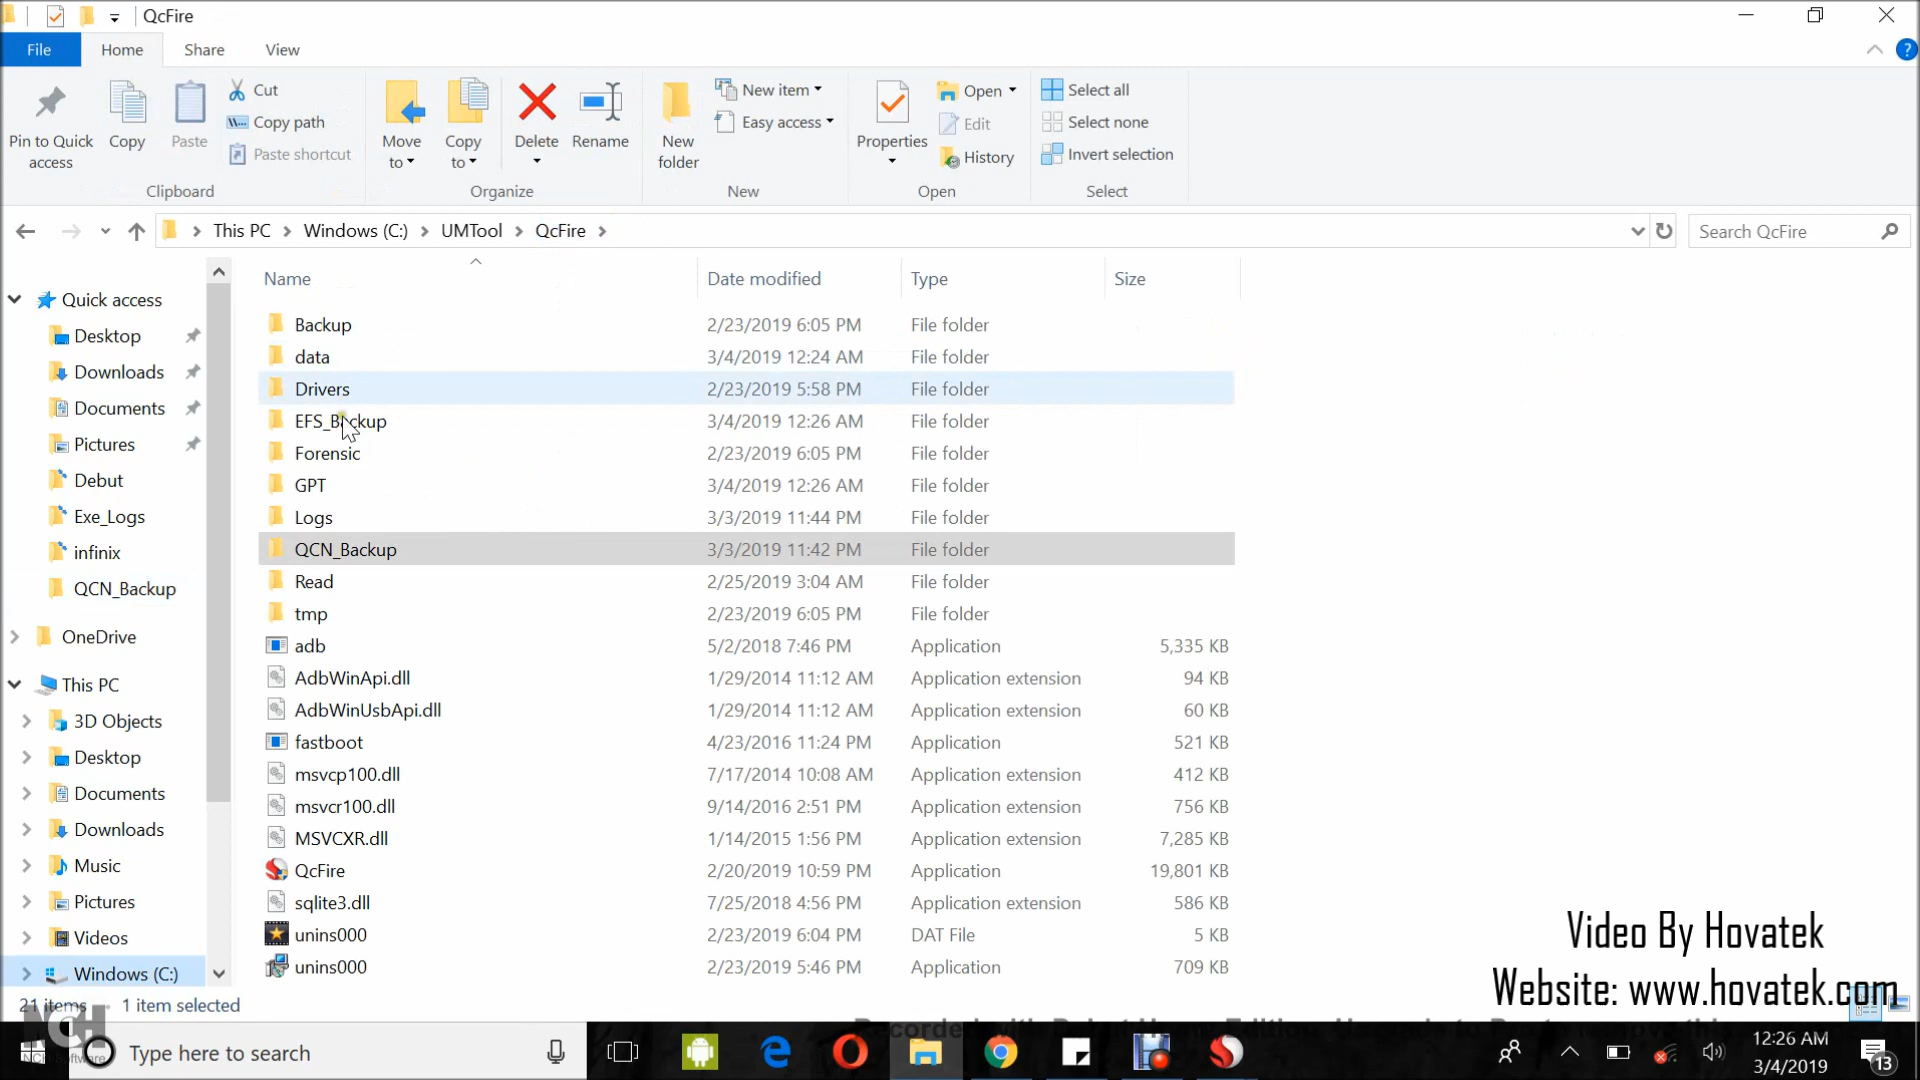 QcFire
File Home Share View
Pin to Quick access
Copy
Paste
Cut
Copy path
Paste shortcut
Clipboard
Move to
Copy to
Delete
Rename
Organize
New folder
New item
Easy access
New
Properties
Open
Edit
History
Open
Select all
Select none
Invert selection
Select
This PC Windows (C:) UMTool QcFire
Search QcFire
Quick access
Desktop
Downloads
Documents
Pictures
Debut
Exe_Logs
infinix
QCN_Backup
OneDrive
This PC
3D Objects
Desktop
Documents
Downloads
Music
Pictures
Videos
Windows (C:)
Name Date modified Type Size
Backup 2/23/2019 6:05 PM File folder
data 3/4/2019 12:24 AM File folder
Drivers 2/23/2019 5:58 PM File folder
EFS_Backup 3/4/2019 12:26 AM File folder
Forensic 2/23/2019 6:05 PM File folder
GPT 3/4/2019 12:26 AM File folder
Logs 3/3/2019 11:44 PM File folder
QCN_Backup 3/3/2019 11:42 PM File folder
Read 2/25/2019 3:04 AM File folder
tmp 2/23/2019 6:05 PM File folder
adb 5/2/2018 7:46 PM Application 5,335 KB
AdbWinApi.dll 1/29/2014 11:12 AM Application extension 94 KB
AdbWinUsbApi.dll 1/29/2014 11:12 AM Application extension 60 KB
fastboot 4/23/2016 11:24 PM Application 521 KB
msvcp100.dll 7/17/2014 10:08 AM Application extension 412 KB
msvcr100.dll 9/14/2016 2:51 PM Application extension 756 KB
MSVCXR.dll 1/14/2015 1:56 PM Application extension 7,285 KB
QcFire 2/20/2019 10:59 PM Application 19,801 KB
sqlite3.dll 7/25/2018 4:56 PM Application extension 586 KB
unins000 2/23/2019 6:04 PM DAT File 5 KB
unins000 2/23/2019 5:46 PM Application 709 KB
Video By Hovatek
Website: www.hovatek.com
21 items 1 item selected
NCH
NCH Software
Type here to search
12:26 AM
3/4/2019
13